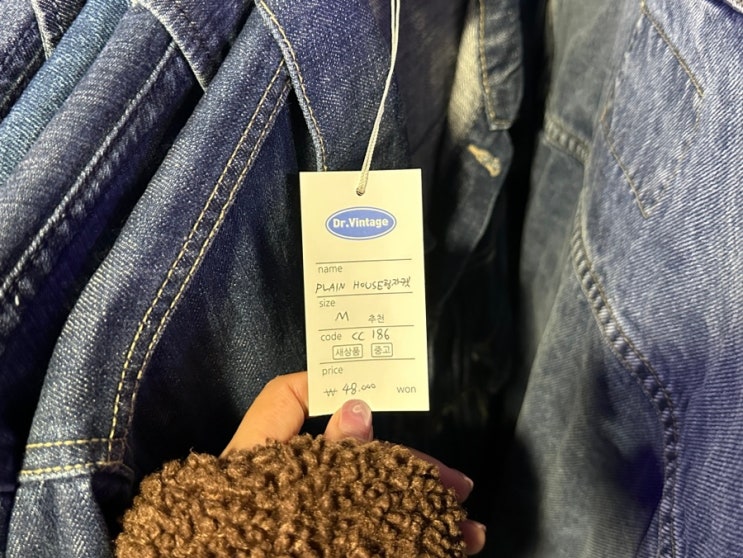 Dr.Vintage
name
PLAIN HOUSE청자켓
size
M 추천
code CC 186
새상품 중고
price
₩ 48.000 won